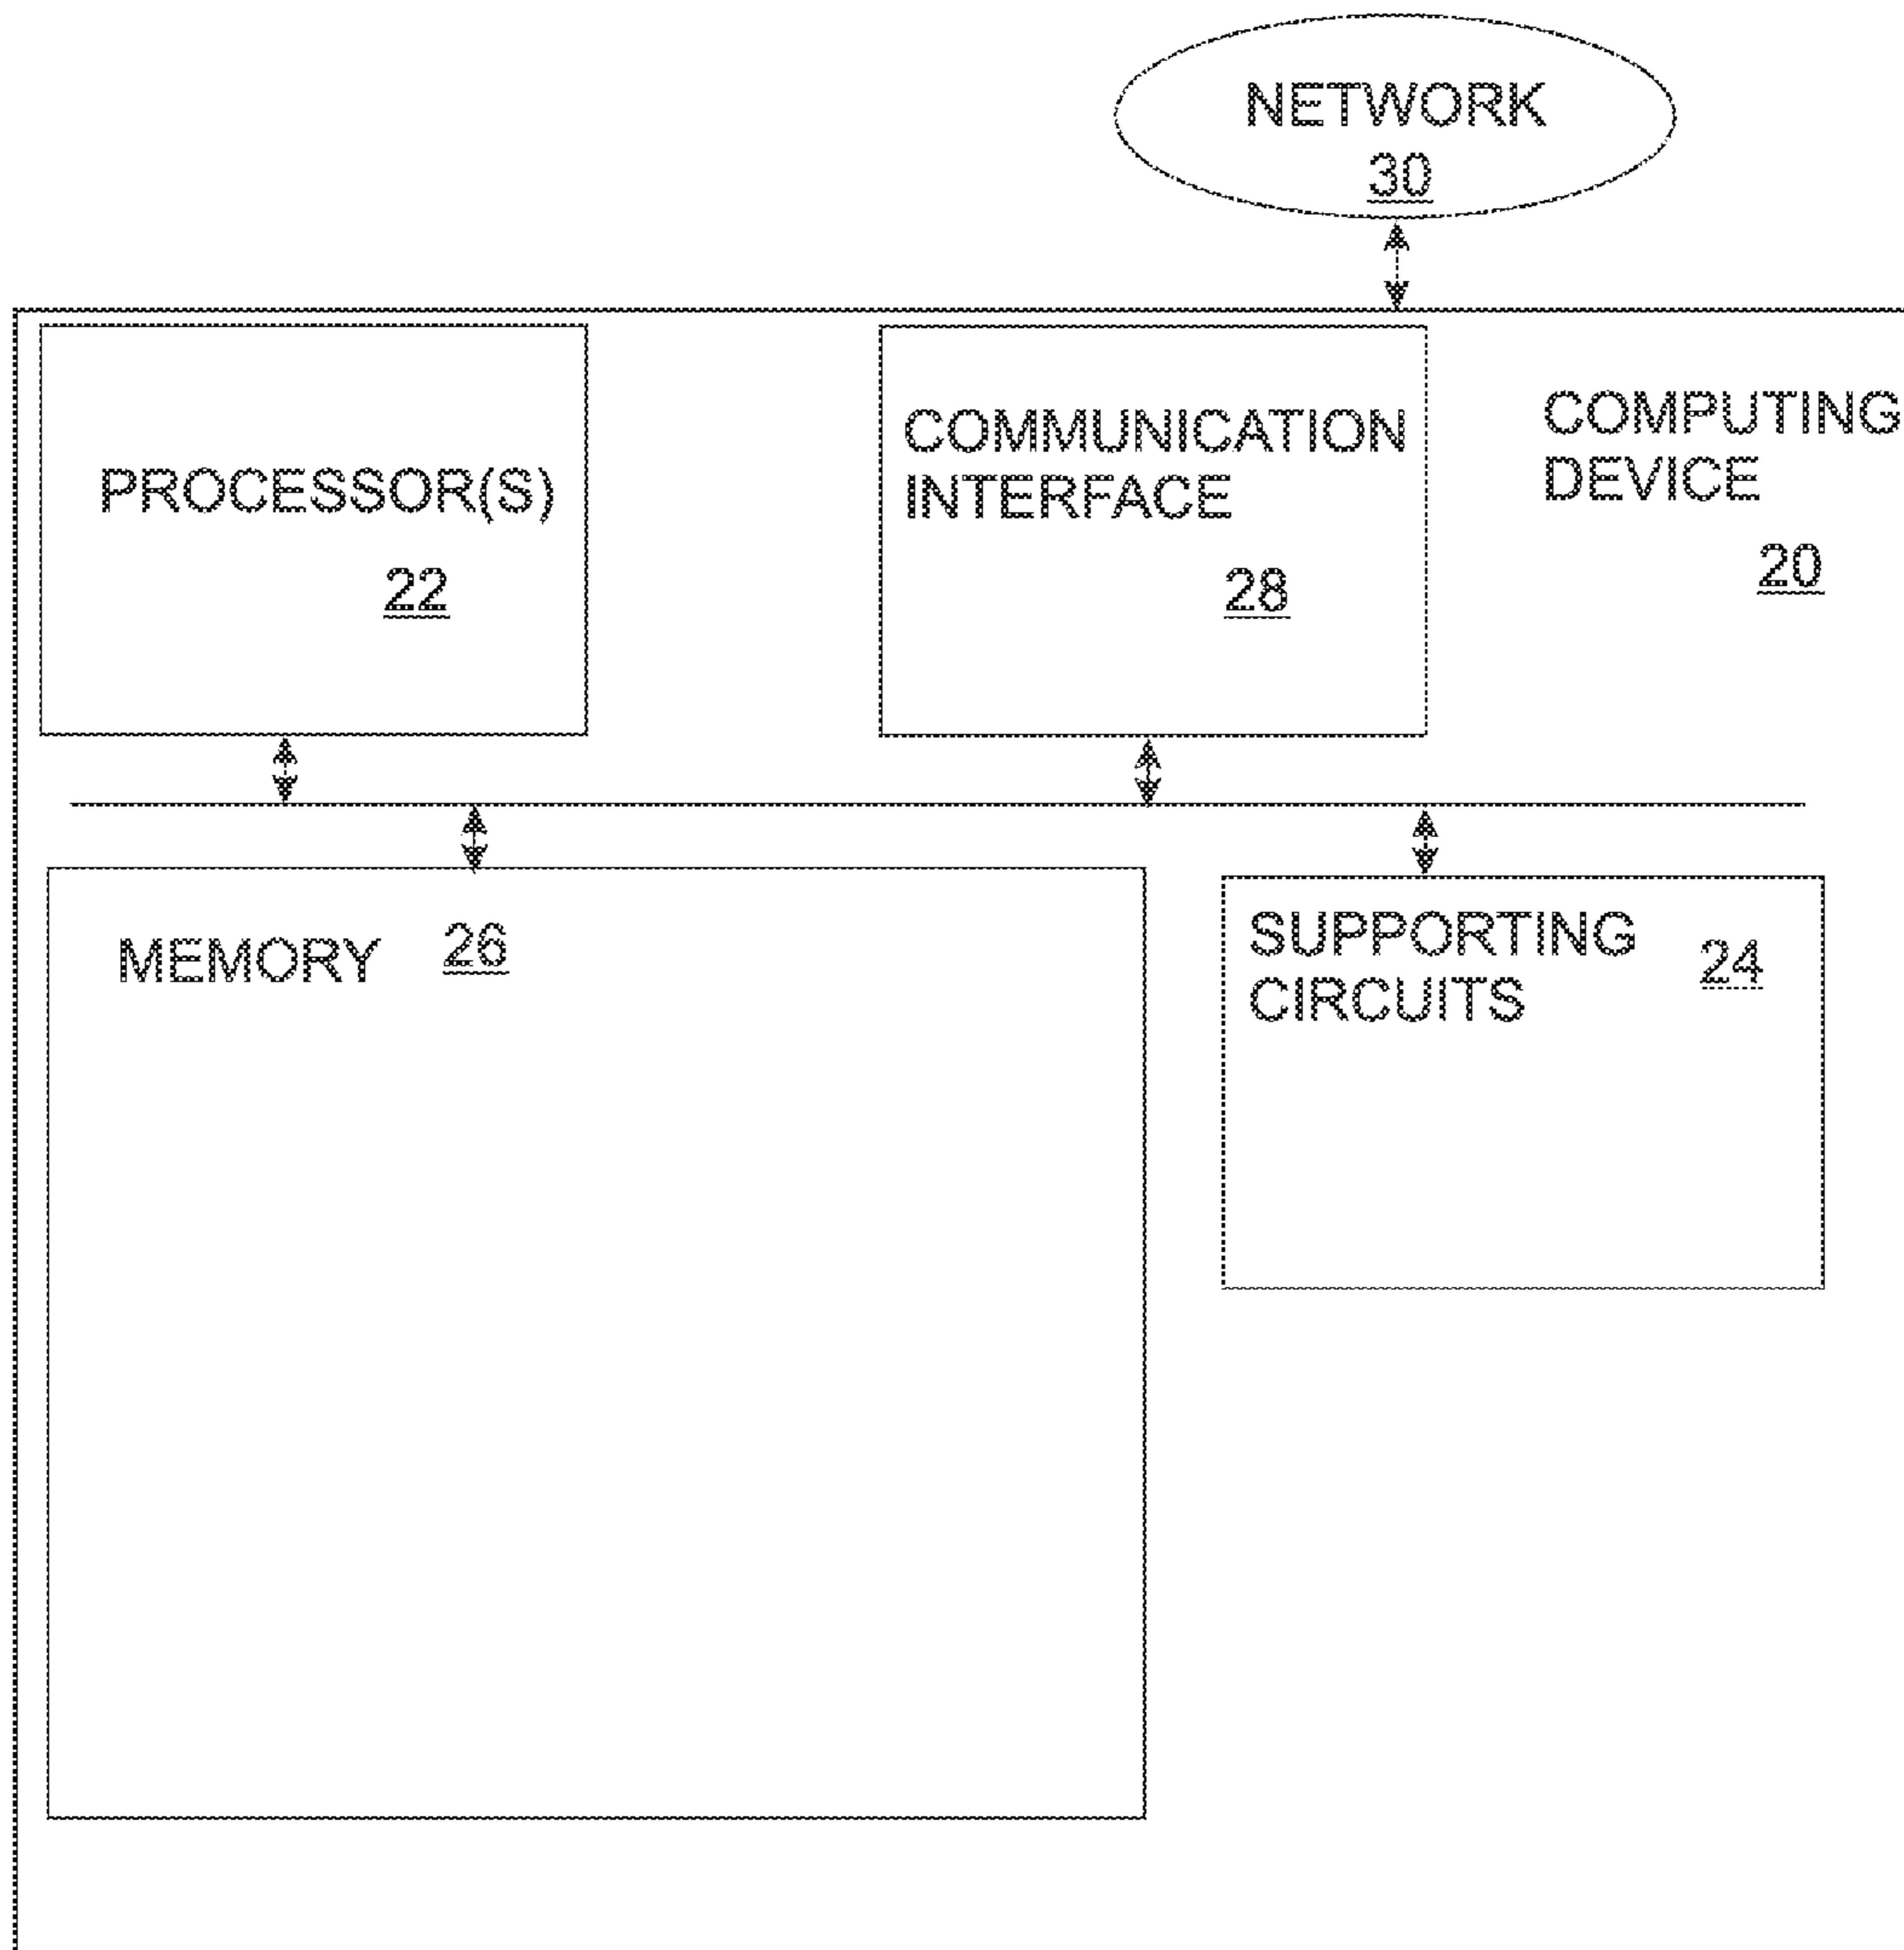 NETWORK
30
PROCESSOR(S)
22
COMMUNICATION
INTERFACE
28
COMPUTING
DEVICE
20
MEMORY 26
SUPPORTING
CIRCUITS
24